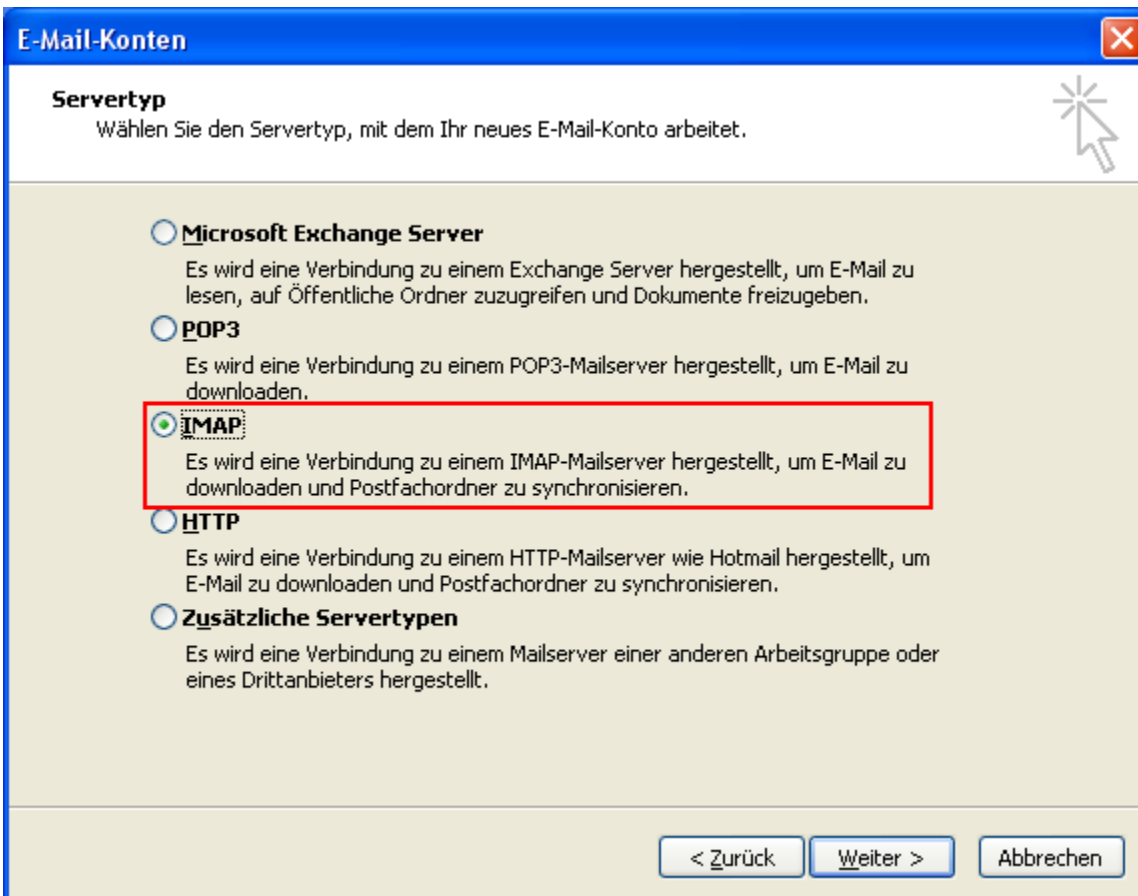 E-Mail-Konten
Servertyp
Wählen Sie den Servertyp, mit dem Ihr neues E-Mail-Konto arbeitet.
Microsoft Exchange Server
Es wird eine Verbindung zu einem Exchange Server hergestellt, um E-Mail zu
lesen, auf Öffentliche Ordner zuzugreifen und Dokumente freizugeben.
POP3
Es wird eine Verbindung zu einem POP3-Mailserver hergestellt, um E-Mail zu
downloaden.
IMAP
Es wird eine Verbindung zu einem IMAP-Mailserver hergestellt, um E-Mail zu
downloaden und Postfachordner zu synchronisieren.
HTTP
Es wird eine Verbindung zu einem HTTP-Mailserver wie Hotmail hergestellt, um
E-Mail zu downloaden und Postfachordner zu synchronisieren.
Zusätzliche Servertypen
Es wird eine Verbindung zu einem Mailserver einer anderen Arbeitsgruppe oder
eines Drittanbieters hergestellt.
< Zurück Weiter > Abbrechen